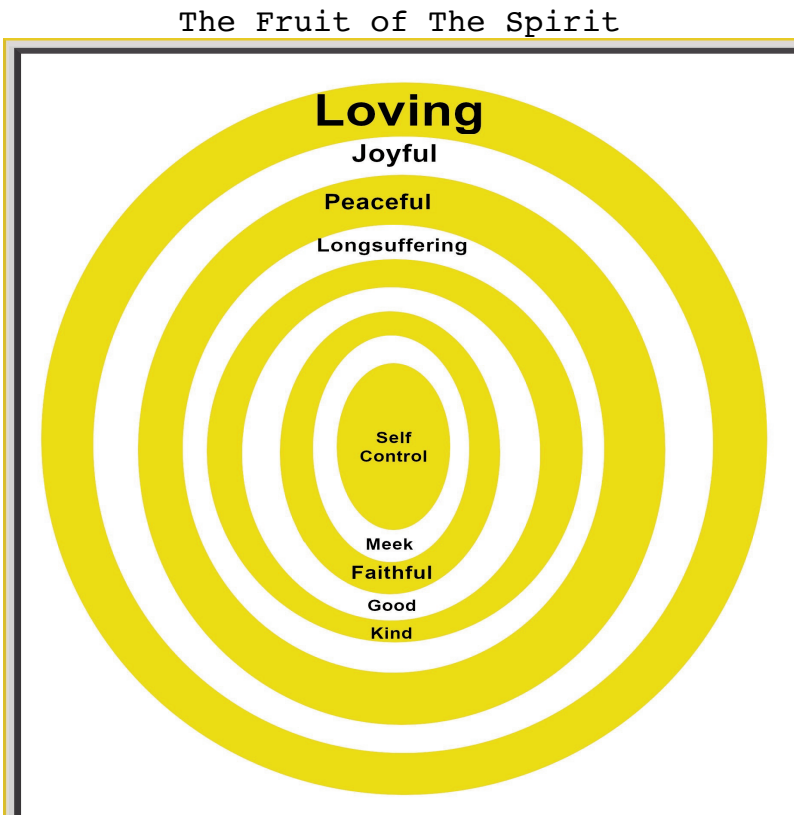 The Fruit of The Spirit
Loving
Joyful
Peaceful
Longsuffering
Self
Control
Meek
Faithful
Good
Kind